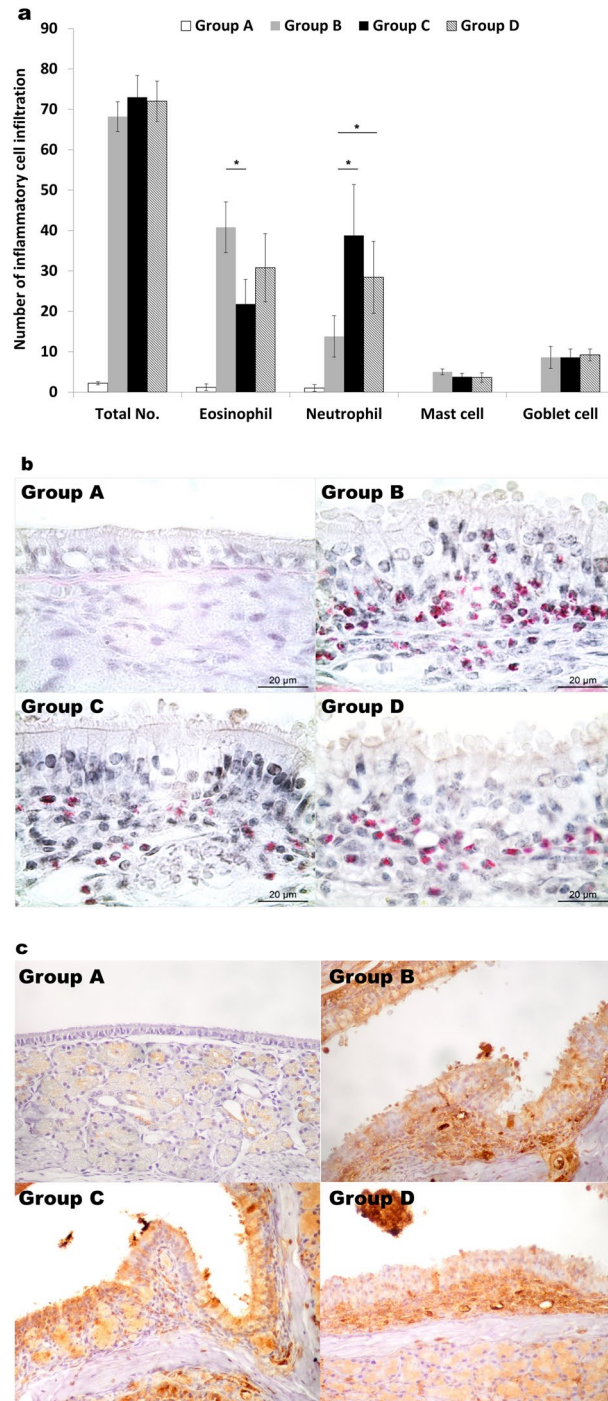 a
Group A Group B Group C Group D
Number of inflammatory cell infiltration
90
80
70
60
50
40
30
20
10
0
*
*
*
Total No. Eosinophil Neutrophil Mast cell Goblet cell
b
Group A Group B
20 µm 20 µm
Group C Group D
20 µm 20 µm
c
Group A Group B
Group C Group D